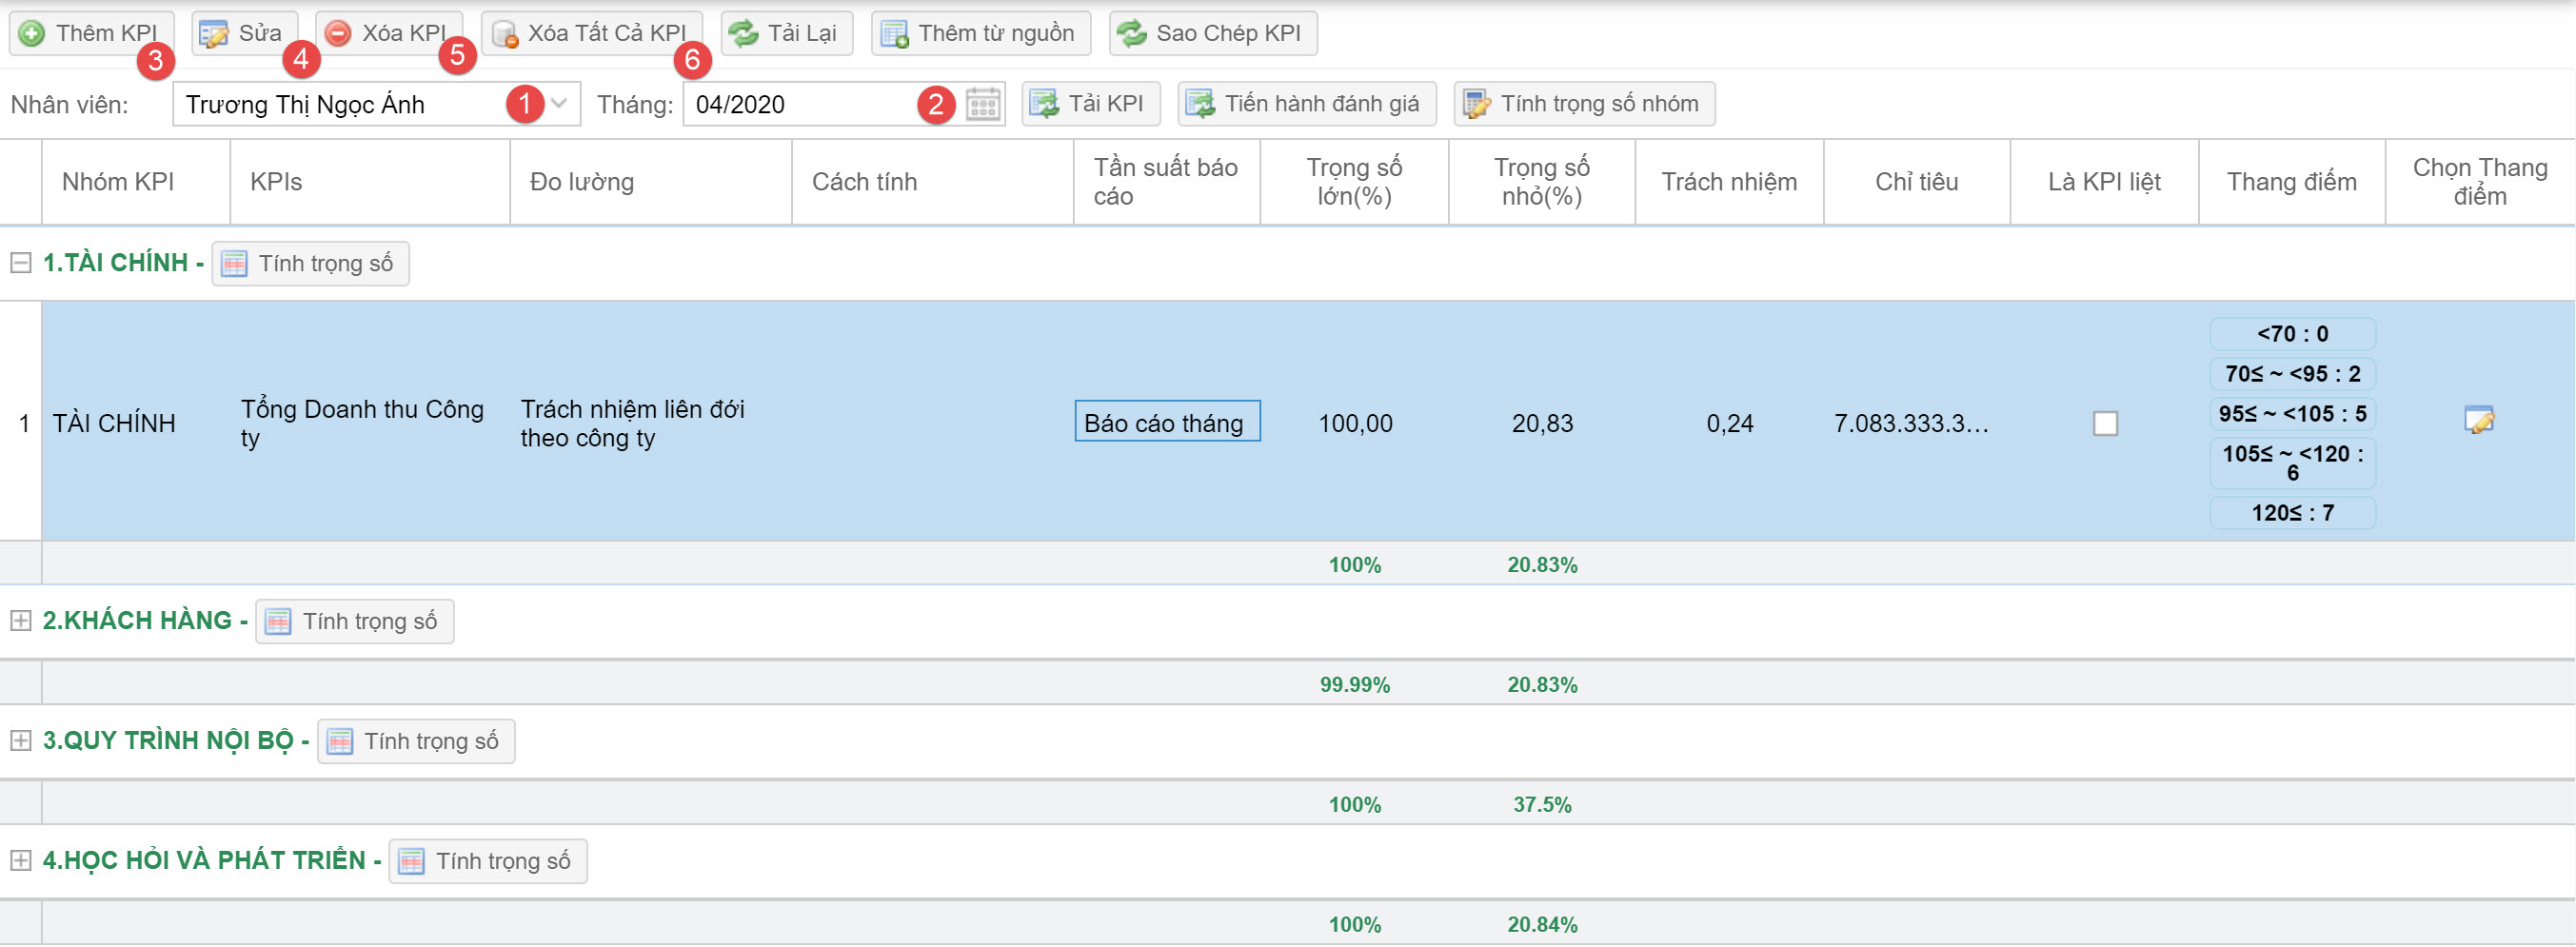 Thêm KPI Sửa Xóa KPI Xóa Tất Cả KPI Tải Lại Thêm từ nguồn Sao Chép KPI
3 4 5 6
Nhân viên: Trương Thị Ngọc Ánh 1 Tháng: 04/2020 2 Tải KPI Tiến hành đánh giá Tính trọng số nhóm
Nhóm KPI
KPIs
Đo lường
Cách tính
Tần suất báo
cáo
Trọng số
lớn(%)
Trọng số
nhỏ(%)
Trách nhiệm
Chỉ tiêu
Là KPI liệt
Thang điểm
Chọn Thang
điểm
1.TÀI CHÍNH - Tính trọng số
1
TÀI CHÍNH
Tổng Doanh thu Công
ty
Trách nhiệm liên đới
theo công ty
Báo cáo tháng
100,00
20,83
0,24
7.083.333.3...
<70 : 0
70≤ ~ <95 : 2
95≤ ~ <105 : 5
105≤ ~ <120 :
6
120≤ : 7
100% 20.83%
2.KHÁCH HÀNG - Tính trọng số
99.99% 20.83%
3.QUY TRÌNH NỘI BỘ - Tính trọng số
100% 37.5%
4.HỌC HỎI VÀ PHÁT TRIỂN - Tính trọng số
100% 20.84%